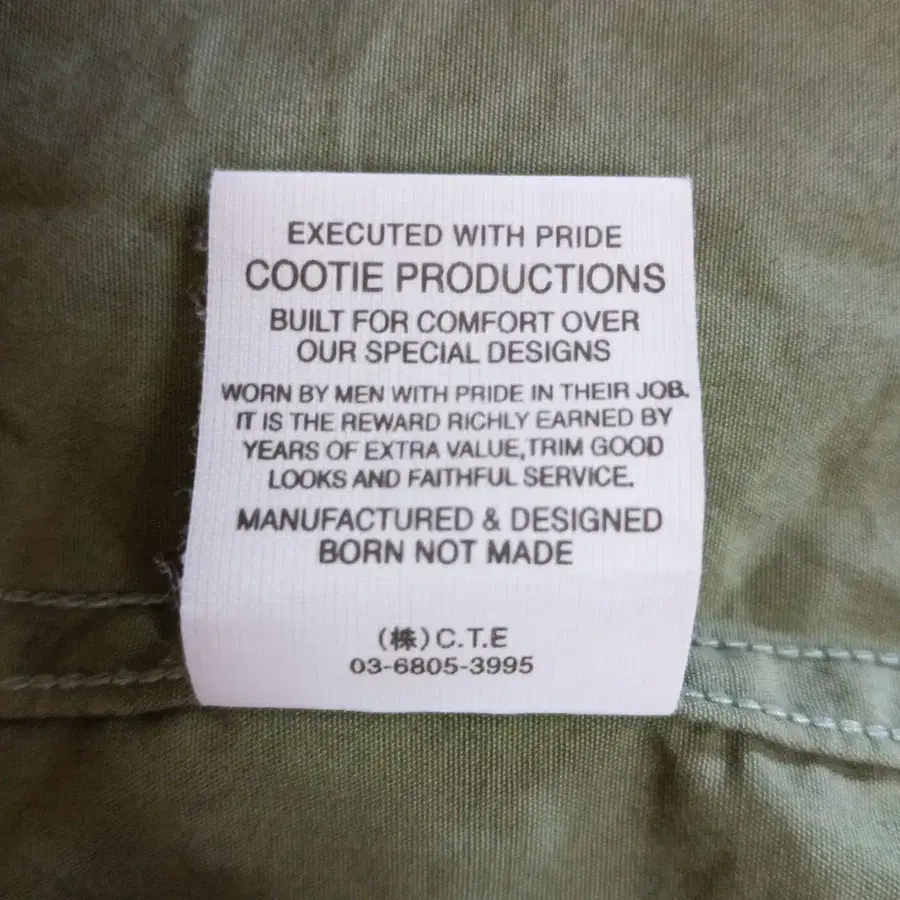 EXECUTED WITH PRIDE
COOTIE PRODUCTIONS
BUILT FOR COMFORT OVER
OUR SPECIAL DESIGNS
WORN BY MEN WITH PRIDE IN THEIR JOB.
IT IS THE REWARD RICHLY EARNED BY
YEARS OF EXTRA VALUE,TRIM GOOD
LOOKS AND FAITHFUL SERVICE.
MANUFACTURED & DESIGNED
BORN NOT MADE
(株)C.T.E
03-6805-3995